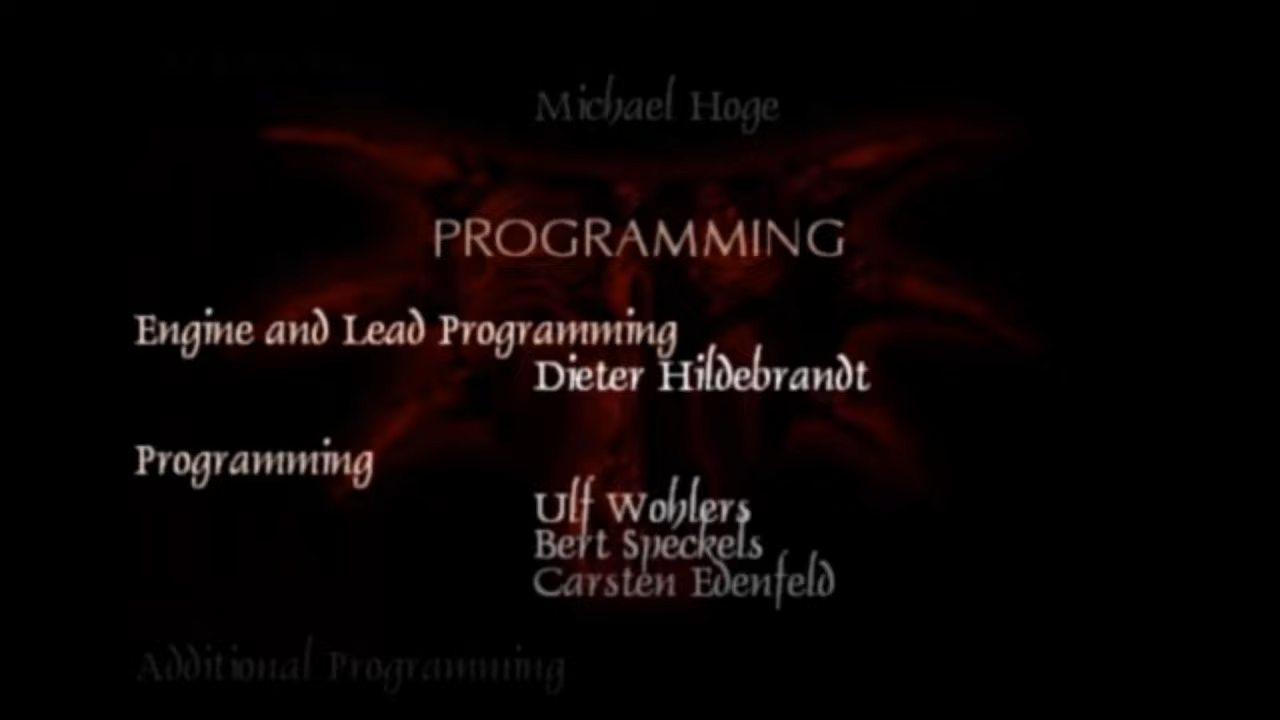 Michael Hoge
PROGRAMMING
Engine and Lead Programming
Dieter Hildebrandt
Programming
Ulf Wohlers
Bert Speckels
Carsten Edenfeld
Additional Programming